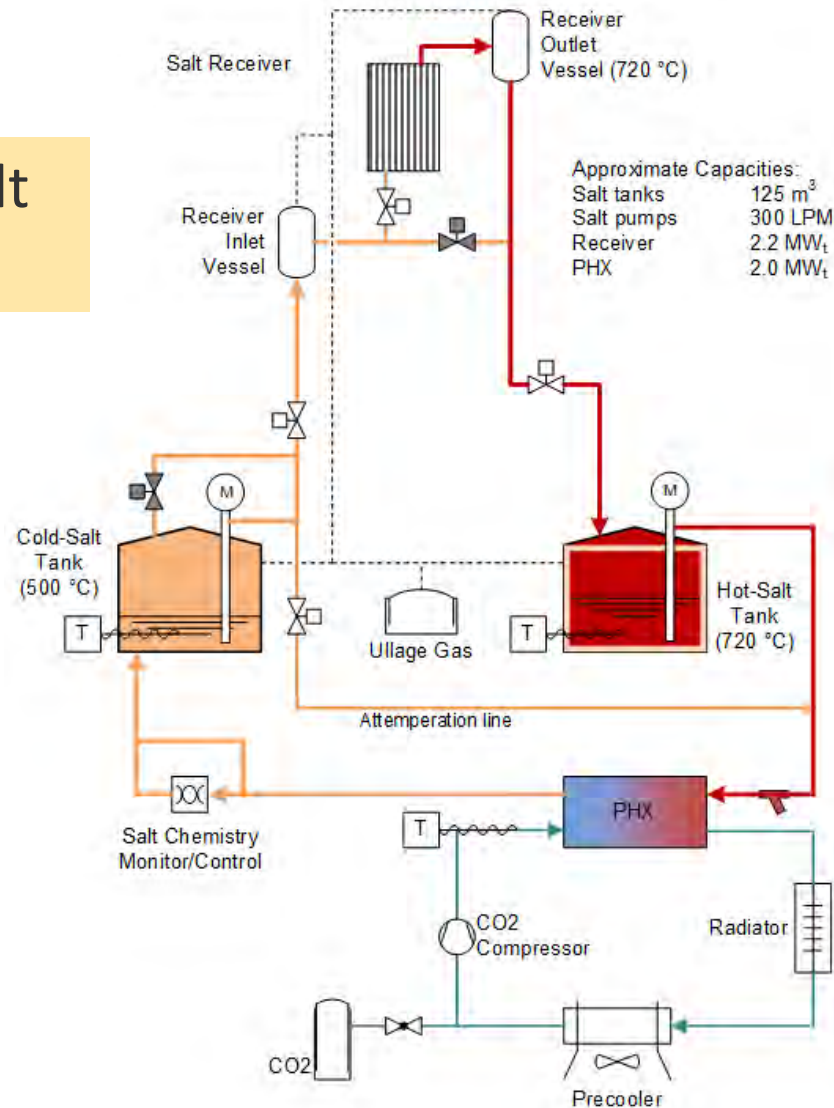 lt
Salt Receiver
Receiver
Outlet
Vessel (720 °C)
Approximate Capacities:
Salt tanks 125 m³
Salt pumps 300 LPM
Receiver 2.2 MWt
PHX 2.0 MWt
Receiver
Inlet
Vessel
M
M
Cold-Salt
Tank
(500 °C)
T
Ullage Gas
T
Hot-Salt
Tank
(720 °C)
Attemperation line
Salt Chemistry
Monitor/Control
T
PHX
CO2
Compressor
Radiator
CO2
Precooler